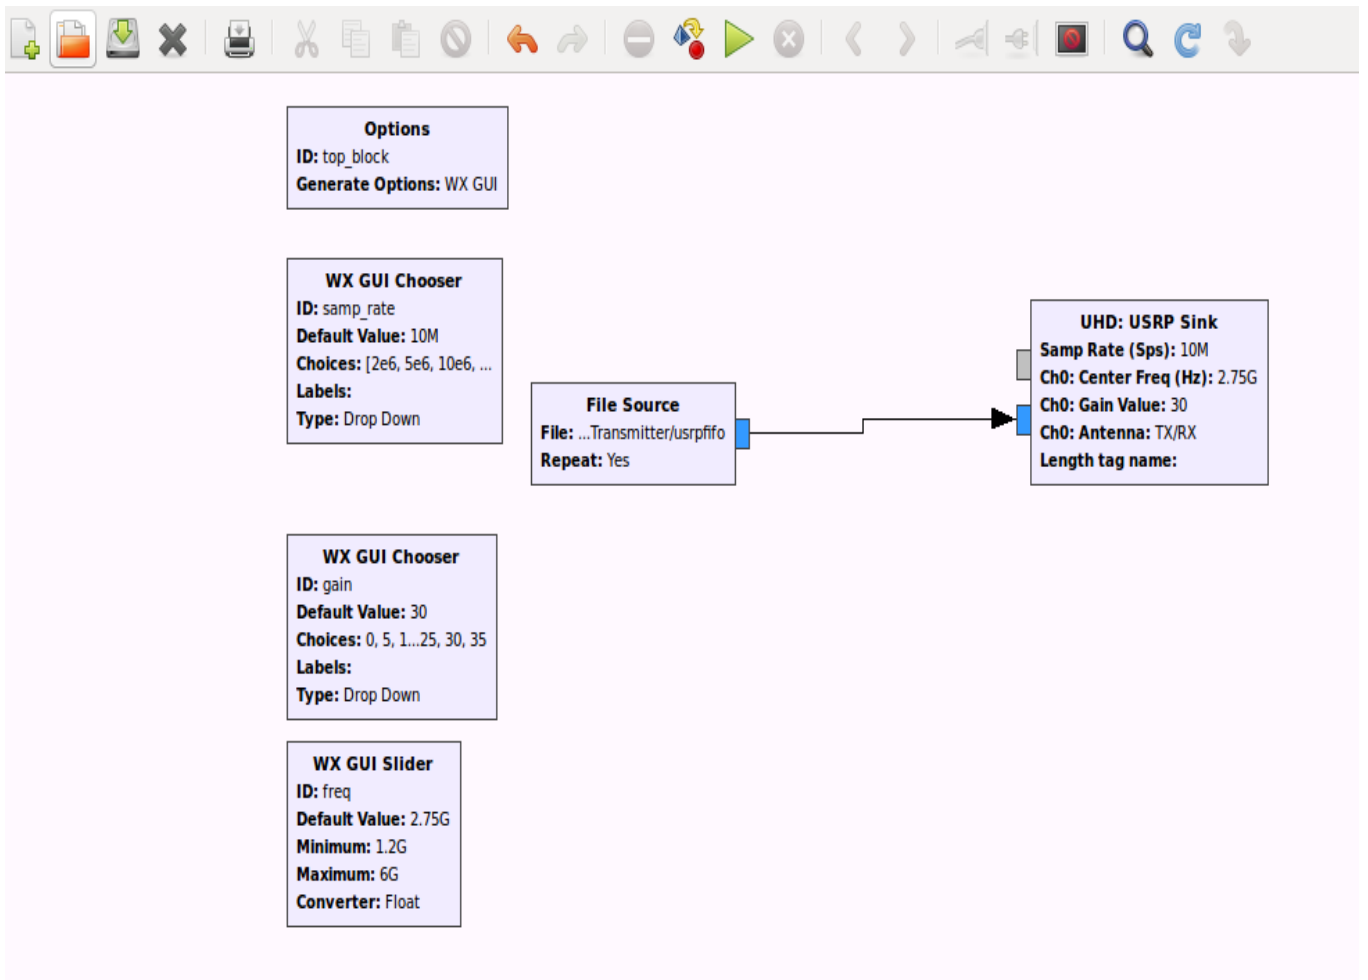 Options
ID: top_block
Generate Options: WX GUI
WX GUI Chooser
ID: samp_rate
Default Value: 10M
Choices: [2e6, 5e6, 10e6, ...
Labels:
Type: Drop Down
File Source
File: ...Transmitter/usrpfifo
Repeat: Yes
UHD: USRP Sink
Samp Rate (Sps): 10M
Ch0: Center Freq (Hz): 2.75G
Ch0: Gain Value: 30
Ch0: Antenna: TX/RX
Length tag name:
WX GUI Chooser
ID: gain
Default Value: 30
Choices: 0, 5, 1...25, 30, 35
Labels:
Type: Drop Down
WX GUI Slider
ID: freq
Default Value: 2.75G
Minimum: 1.2G
Maximum: 6G
Converter: Float